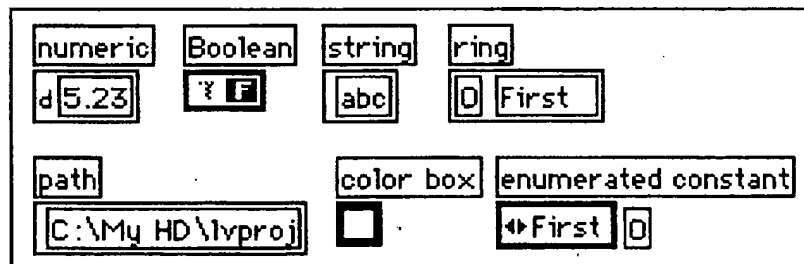 numeric Boolean string ring
d 5.23 T F abc 0 First
path color box enumerated constant
C:\My HD\lvproj First 0